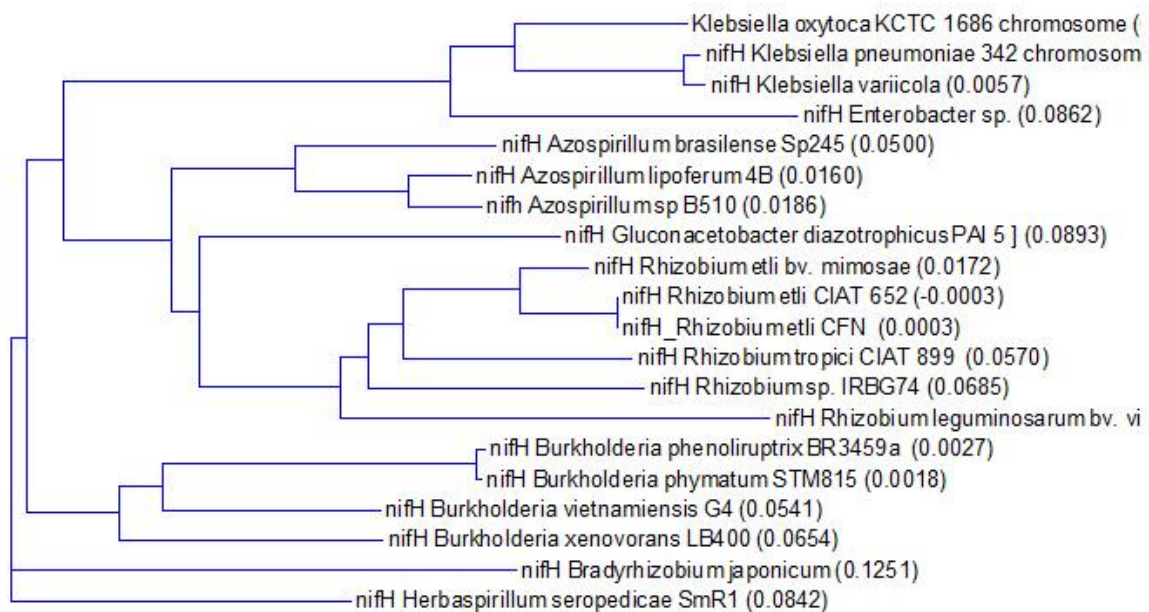 Klebsiella oxytoca KCTC 1686 chromosome (
nifH Klebsiella pneumoniae 342 chromosom
nifH Klebsiella variicola (0.0057)
nifH Enterobacter sp. (0.0862)
nifH Azospirillum brasilense Sp245 (0.0500)
nifH Azospirillum lipoferum 4B (0.0160)
nifh Azospirillum sp B510 (0.0186)
nifH Gluconacetobacter diazotrophicus PAl 5 ] (0.0893)
nifH Rhizobium etli bv. mimosae (0.0172)
nifH Rhizobium etli CIAT 652 (-0.0003)
nifH_Rhizobium etli CFN (0.0003)
nifH Rhizobium tropici CIAT 899 (0.0570)
nifH Rhizobium sp. IRBG74 (0.0685)
nifH Rhizobium leguminosarum bv. vi
nifH Burkholderia phenoliruptrix BR3459a (0.0027)
nifH Burkholderia phymatum STM815 (0.0018)
nifH Burkholderia vietnamiensis G4 (0.0541)
nifH Burkholderia xenovorans LB400 (0.0654)
nifH Bradyrhizobium japonicum (0.1251)
nifH Herbaspirillum seropedicae SmR1 (0.0842)